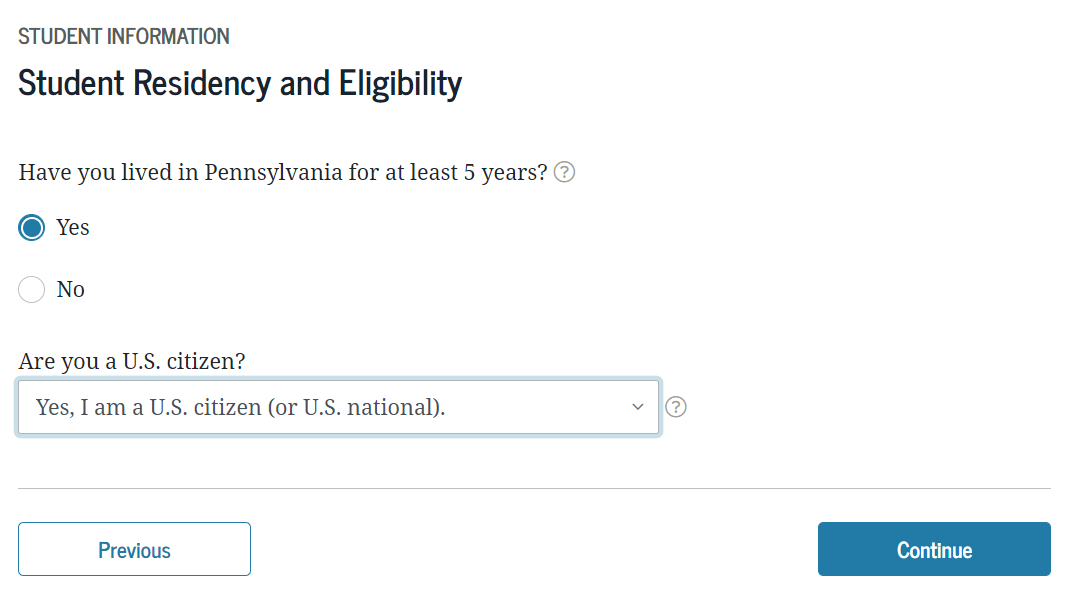 STUDENT INFORMATION
Student Residency and Eligibility
Have you lived in Pennsylvania for at least 5 years? ?
Yes
No
Are you a U.S. citizen?
Yes, I am a U.S. citizen (or U.S. national). ?
Previous
Continue